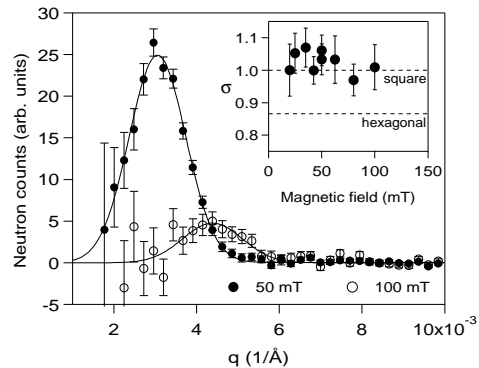 30
25
20
15
10
5
0
-5
Neutron counts (arb. units)
2
4
6
8
10x10⁻³
q (1/Å)
50 mT
100 mT
1.1
1.0
0.9
0.8
σ
square
hexagonal
0
50
100
150
Magnetic field (mT)